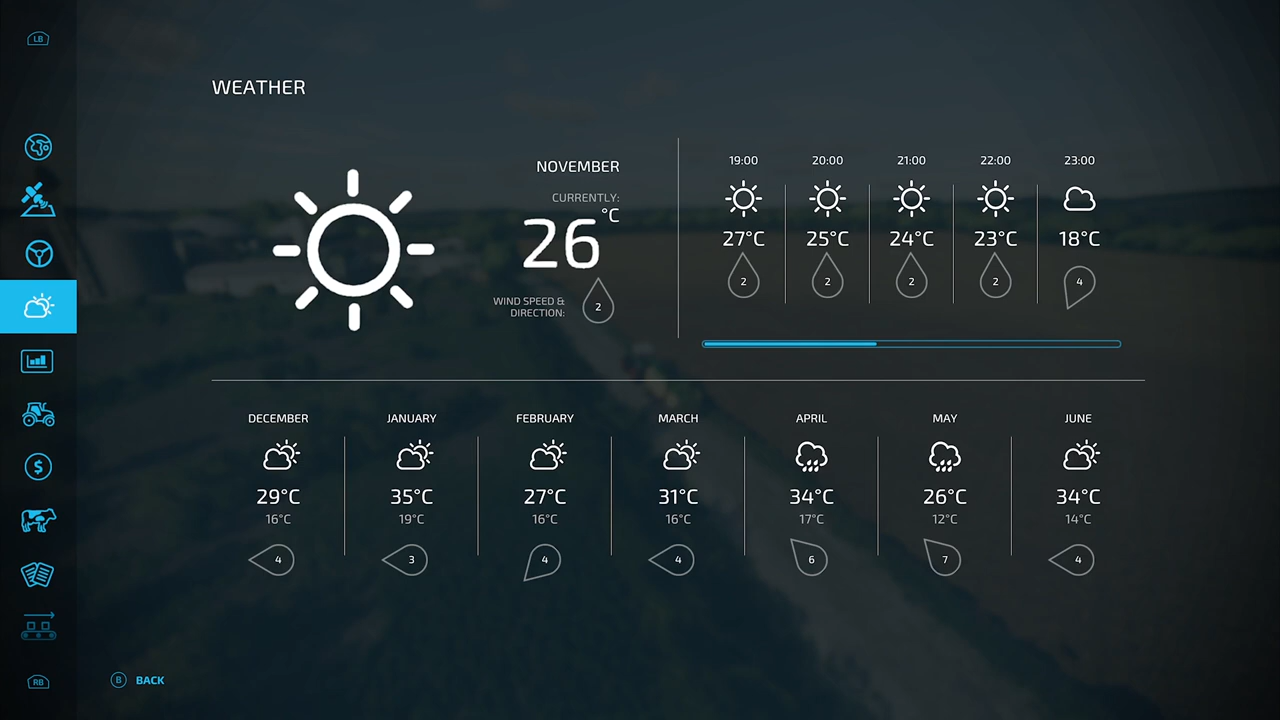 LB
WEATHER
NOVEMBER
CURRENTLY:
26 °C
WIND SPEED &
DIRECTION:
2
19:00 20:00 21:00 22:00 23:00
27°C 25°C 24°C 23°C 18°C
2 2 2 2 4
DECEMBER JANUARY FEBRUARY MARCH APRIL MAY JUNE
29°C 35°C 27°C 31°C 34°C 26°C 34°C
16°C 19°C 16°C 16°C 17°C 12°C 14°C
4 3 4 4 6 7 4
$
RB
B BACK